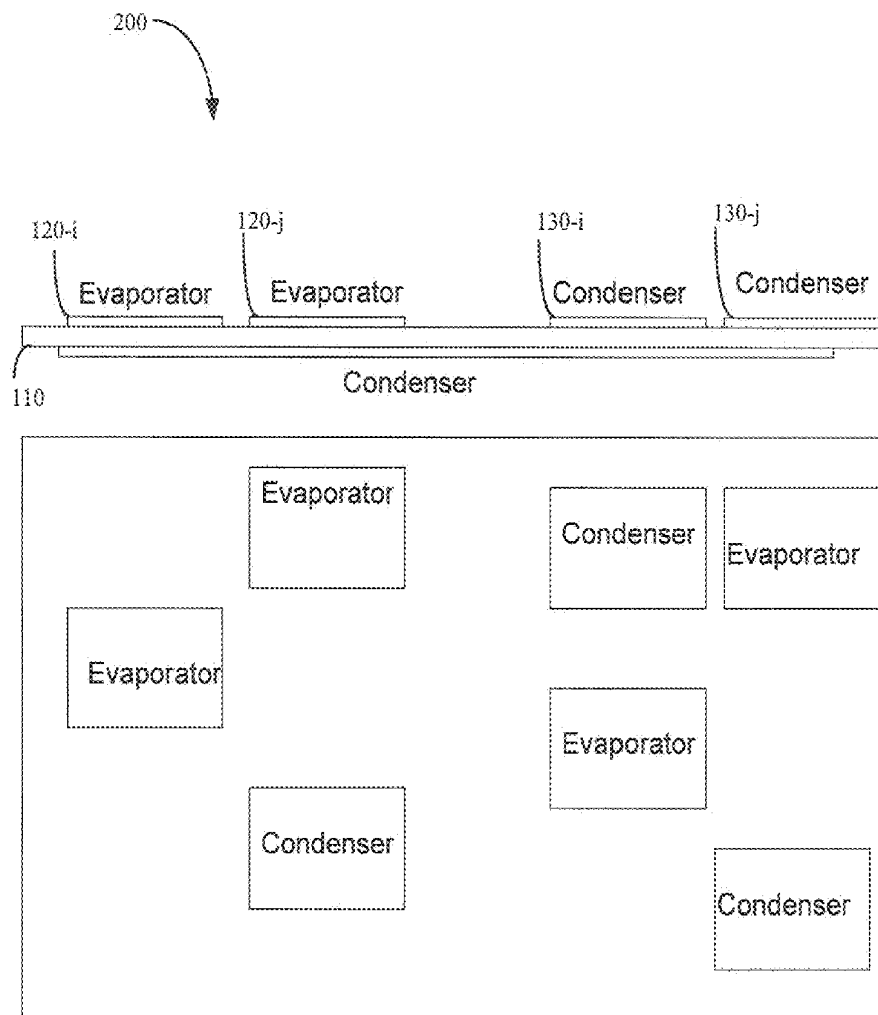 200
120-i
120-j
130-i
130-j
Evaporator
Evaporator
Condenser
Condenser
110
Condenser
Evaporator
Condenser
Evaporator
Evaporator
Evaporator
Condenser
Condenser